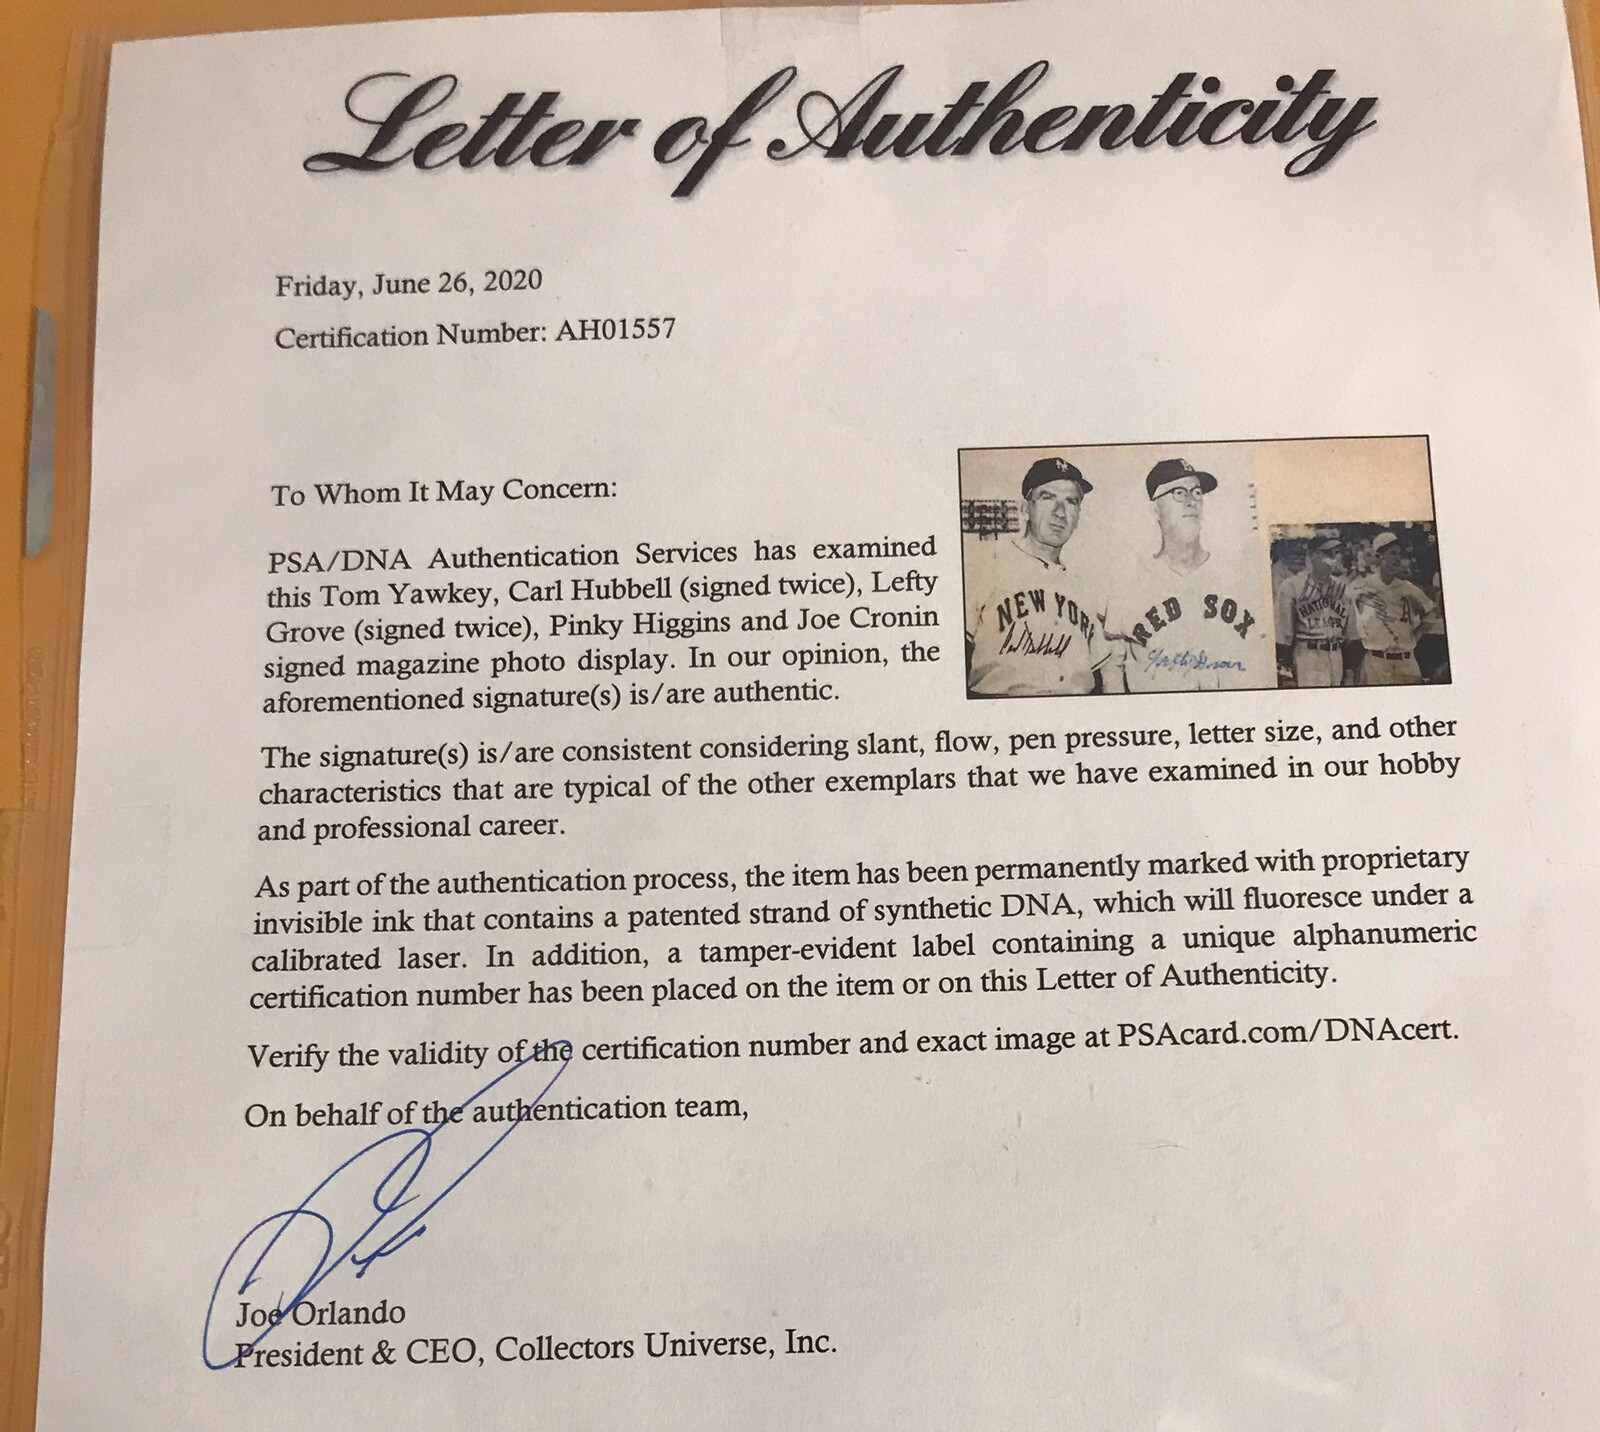 Letter of Authenticity
Friday, June 26, 2020
Certification Number: AH01557
To Whom It May Concern:
PSA/DNA Authentication Services has examined
this Tom Yawkey, Carl Hubbell (signed twice), Lefty
Grove (signed twice), Pinky Higgins and Joe Cronin
signed magazine photo display. In our opinion, the
aforementioned signature(s) is/are authentic.
NEW YORK
RED SOX
NATIONAL
LEAGUE
A
The signature(s) is/are consistent considering slant, flow, pen pressure, letter size, and other
characteristics that are typical of the other exemplars that we have examined in our hobby
and professional career.
As part of the authentication process, the item has been permanently marked with proprietary
invisible ink that contains a patented strand of synthetic DNA, which will fluoresce under a
calibrated laser. In addition, a tamper-evident label containing a unique alphanumeric
certification number has been placed on the item or on this Letter of Authenticity.
Verify the validity of the certification number and exact image at PSAcard.com/DNAcert.
On behalf of the authentication team,
Joe Orlando
President & CEO, Collectors Universe, Inc.